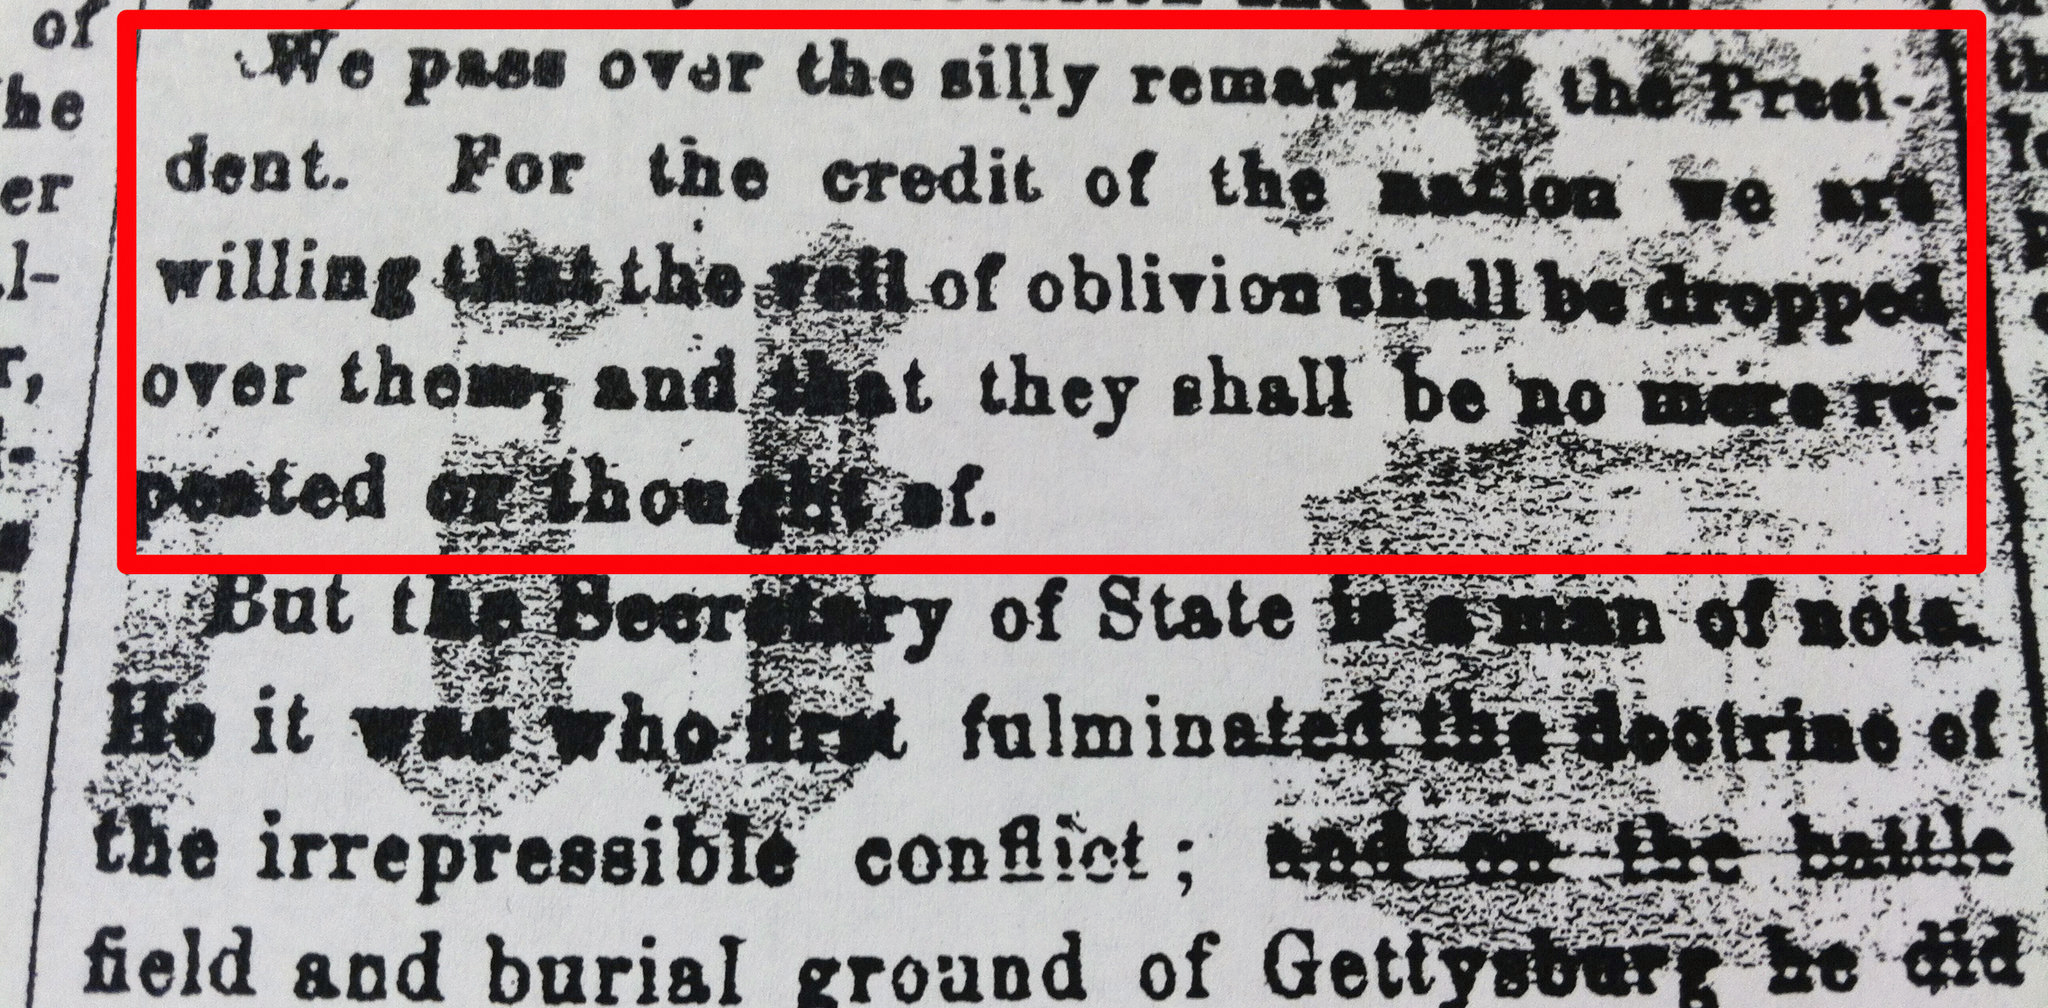 of
he
er
l-
r,
We pass over the silly remarks of the Presi-
dent. For the credit of the nation we are
willing that the veil of oblivion shall be dropped
over them, and that they shall be no more re-
peated or thought of.
But the Secretary of State is a man of note.
He it was who first fulminated the doctrine of
the irrepressible conflict; and on the battle
field and burial ground of Gettysburg he did